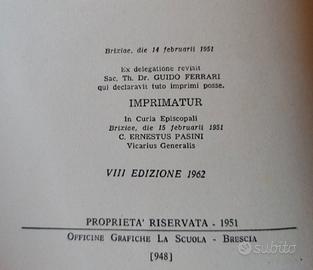 Brixiae, die 14 februarii 1951
Ex delegatione revisit
Sac. Th. Dr. GUIDO FERRARI
qui declaravit tuto imprimi posse.
IMPRIMATUR
In Curia Episcopali
Brixiae, die 15 februarii 1951
C. ERNESTUS PASINI
Vicarius Generalis
VIII EDIZIONE 1962
PROPRIETA' RISERVATA - 1951
OFFICINE GRAFICHE LA SCUOLA - BRESCIA
[948]
subito